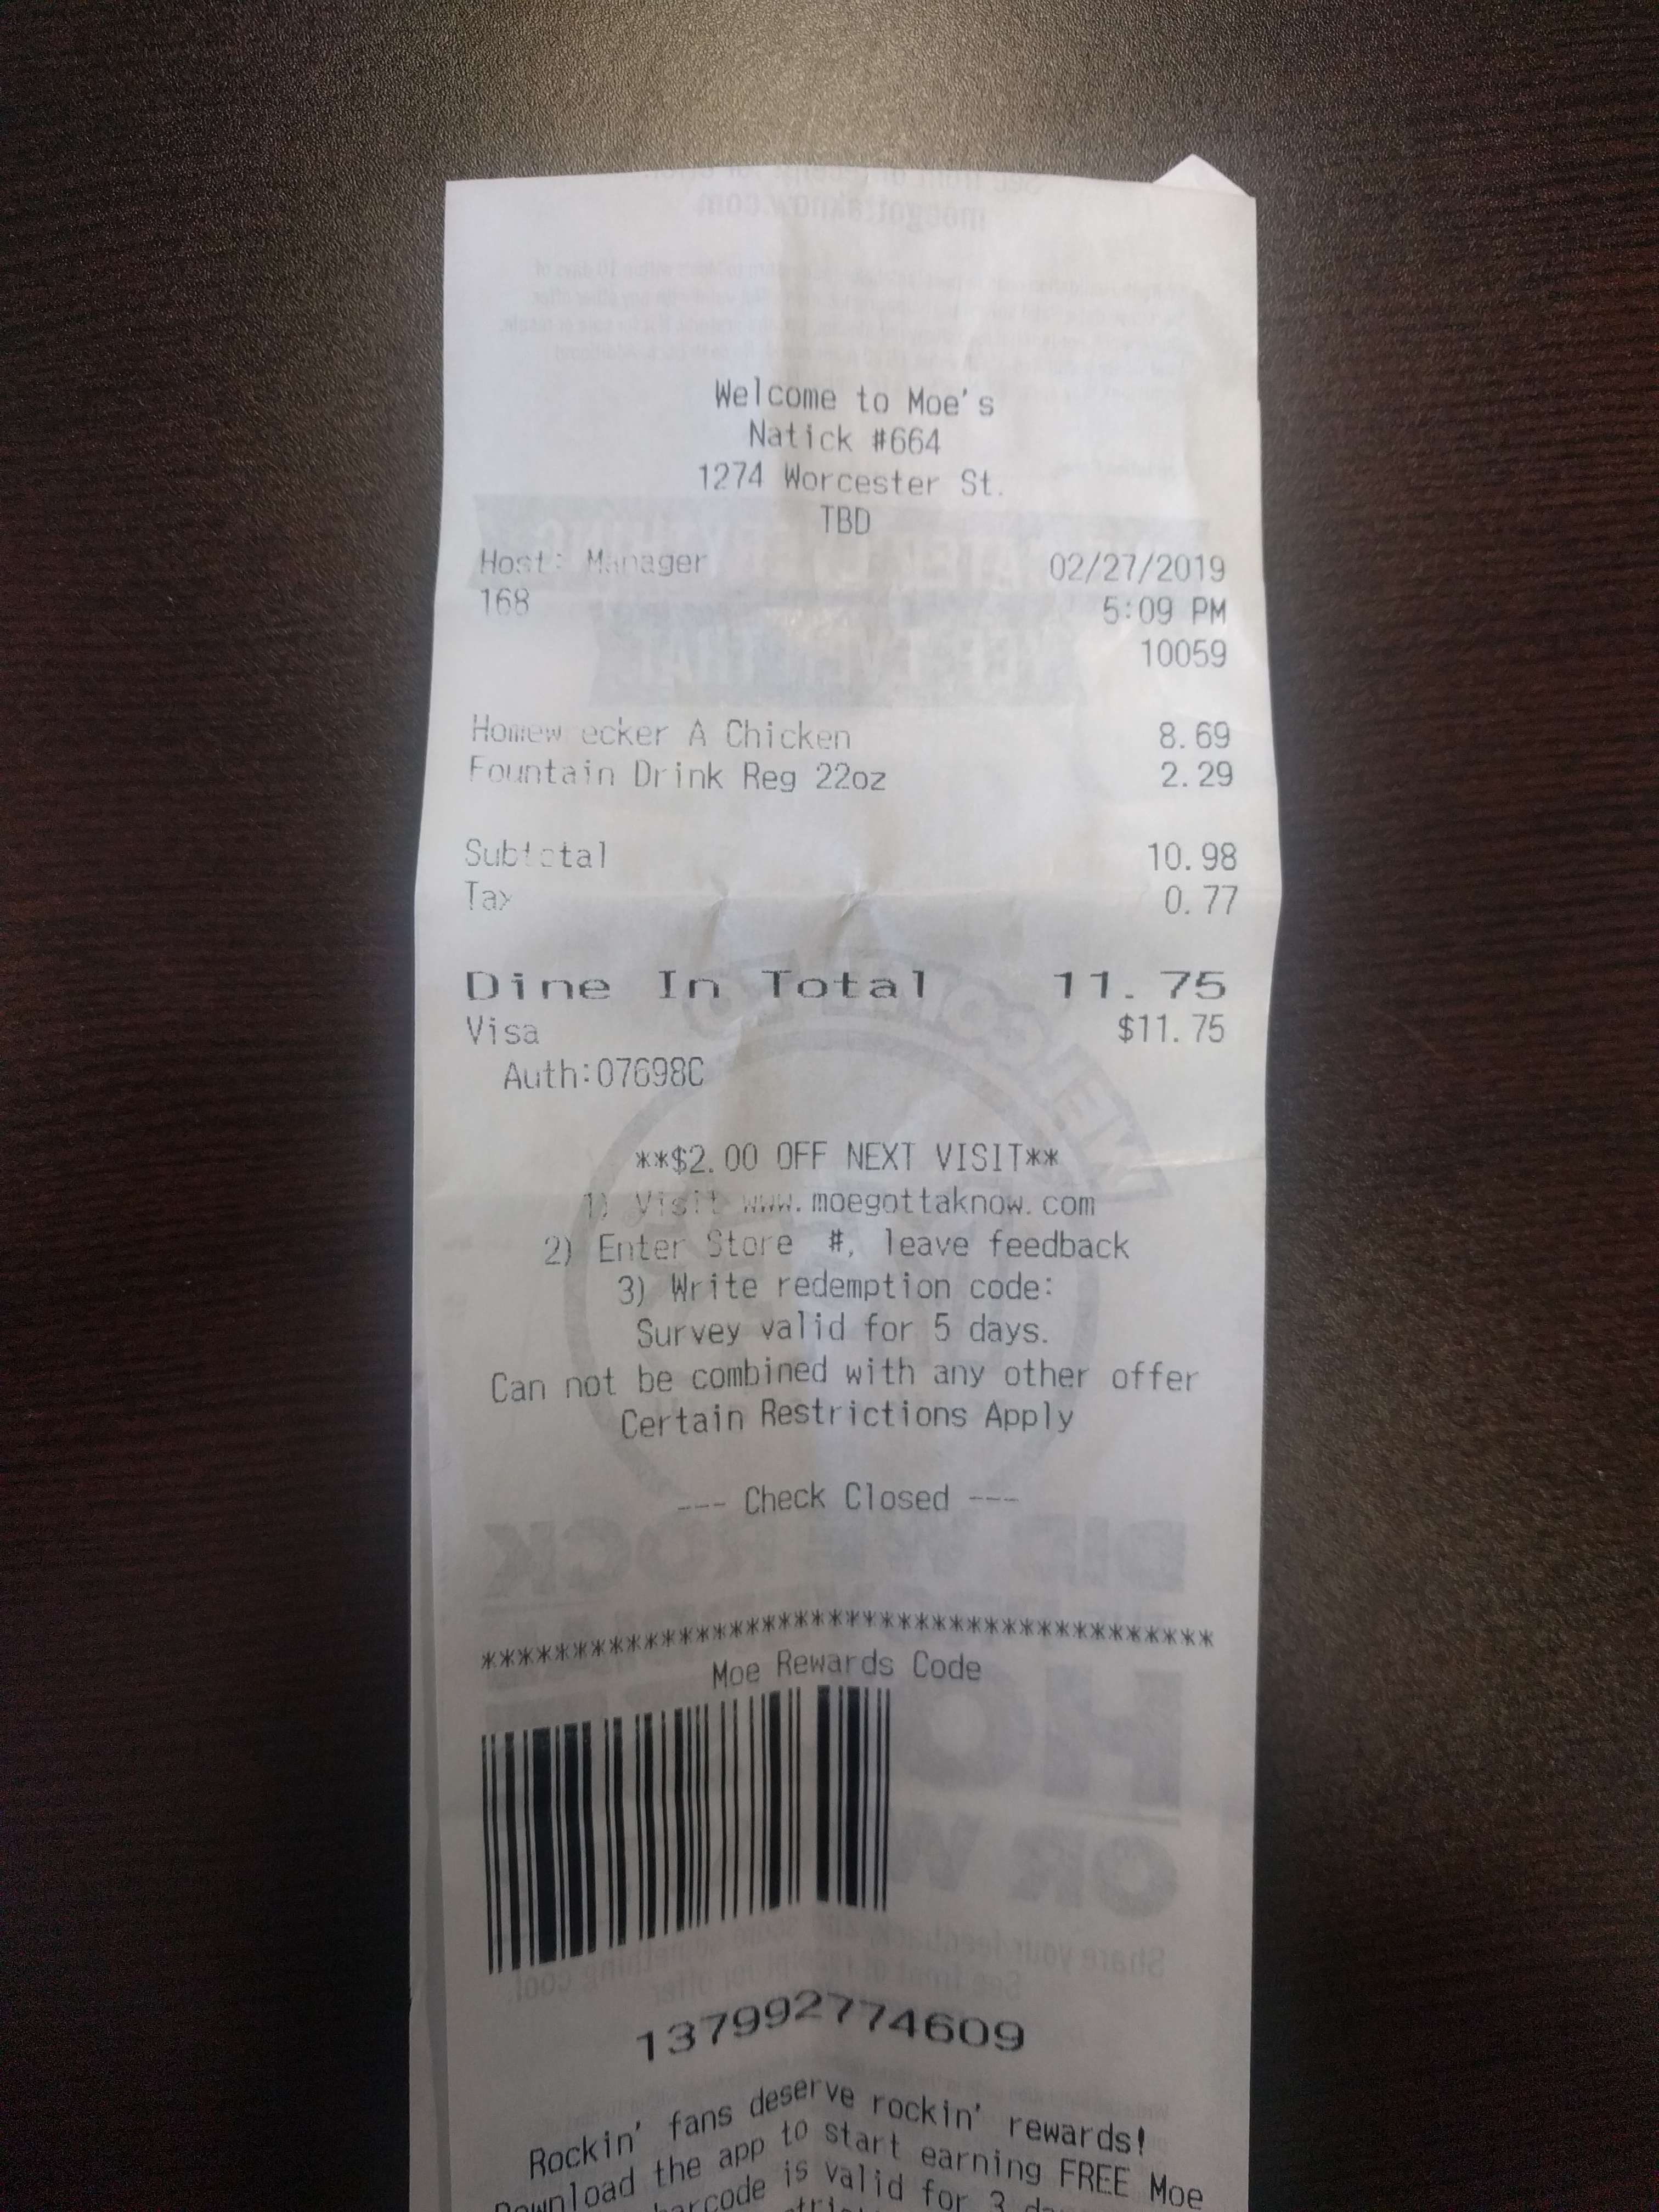 Welcome to Moe's
Natick #664
1274 Worcester St.
TBD
Host: Manager 02/27/2019
168 5:09 PM
10059
Homewrecker A Chicken 8.69
Fountain Drink Reg 22oz 2.29
Subtotal 10.98
Tax 0.77
Dine In Total 11.75
Visa $11.75
Auth:07698C
**$2.00 OFF NEXT VISIT**
1) Visit www.moegottaknow.com
2) Enter Store #, leave feedback
3) Write redemption code:
Survey valid for 5 days.
Can not be combined with any other offer
Certain Restrictions Apply
--- Check Closed ---
****************************************
Moe Rewards Code
137992774609
Rockin' fans deserve rockin' rewards!
Download the app to start earning FREE Moe
barcode is valid for 3